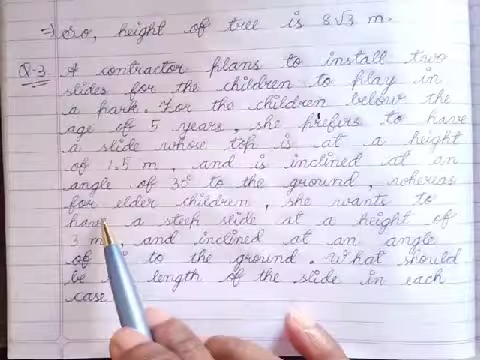 ⇒ So, height of tree is 8√3 m.
Q-3 A contractor plans to install two
slides for the children to play in
a park. For the children below the
age of 5 years, she prefers to have
a slide whose top is at a height
of 1.5 m, and is inclined at an
angle of 30° to the ground, whereas
for elder children, she wants to
have a steep slide at a height of
3 m, and inclined at an angle
of to the ground. What should
be length of the slide in each
case